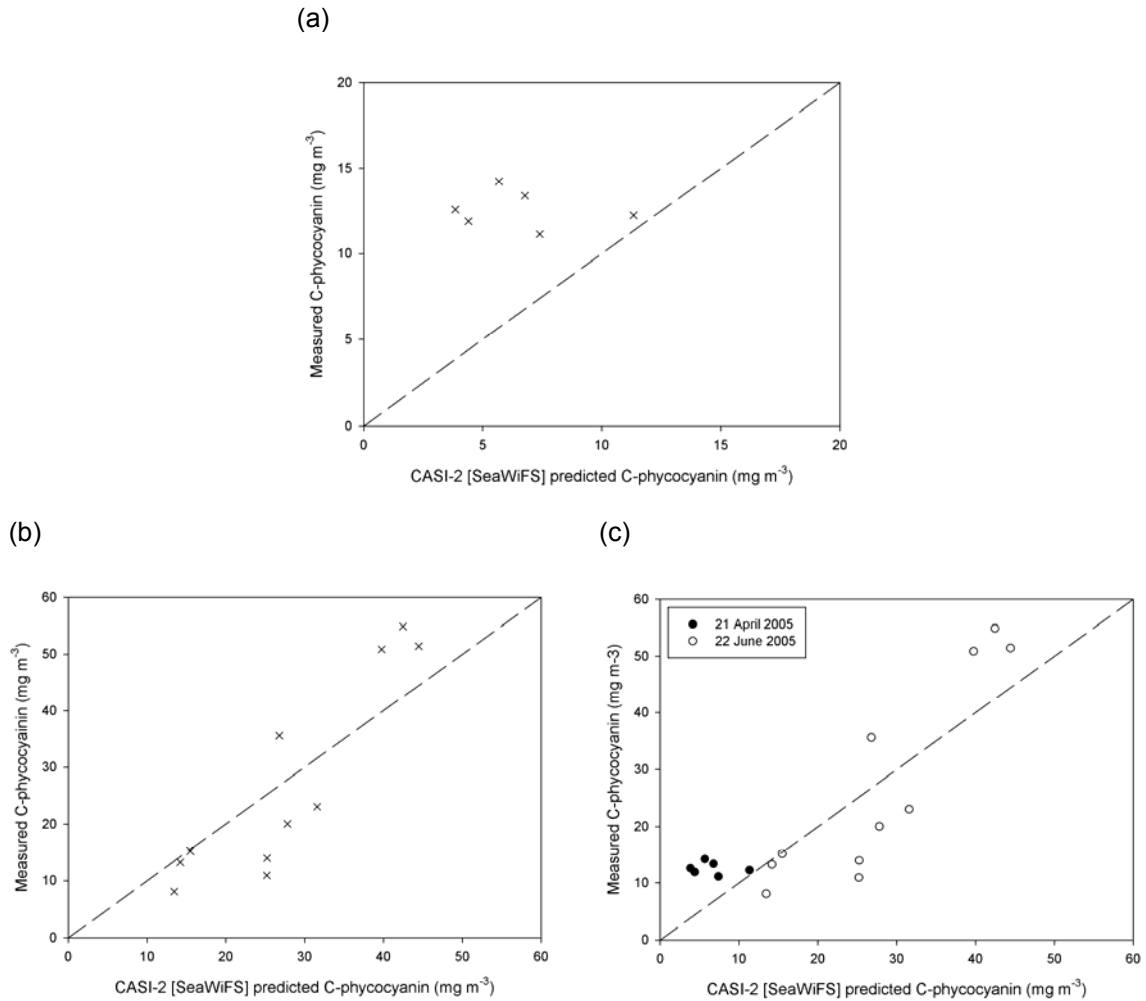 (a)
20
15
10
5
0
Measured C-phycocyanin (mg m⁻³)
0 5 10 15 20
CASI-2 [SeaWiFS] predicted C-phycocyanin (mg m⁻³)
(b)
60
50
40
30
20
10
0
Measured C-phycocyainin (mg m⁻³)
0 10 20 30 40 50 60
CASI-2 [SeaWiFS] predicted C-phycocyanin (mg m⁻³)
(c)
21 April 2005
22 June 2005
60
50
40
30
20
10
0
Measured C-phycocyanin (mg m-3)
0 10 20 30 40 50 60
CASI-2 [SeaWiFS] predicted C-phycocyanin (mg m⁻³)